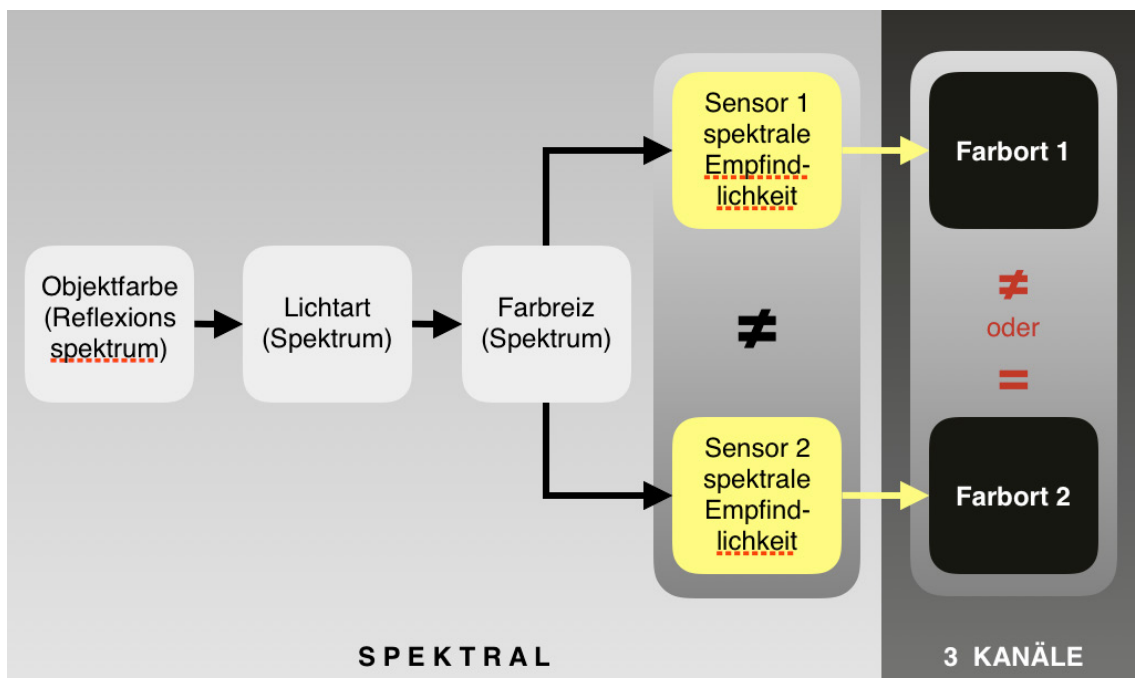 Objektfarbe
(Reflexions
spektrum)
Lichtart
(Spektrum)
Farbreiz
(Spektrum)
Sensor 1
spektrale
Empfind-
lichkeit
≠
Sensor 2
spektrale
Empfind-
lichkeit
Farbort 1
≠
oder
=
Farbort 2
SPEKTRAL
3 KANÄLE